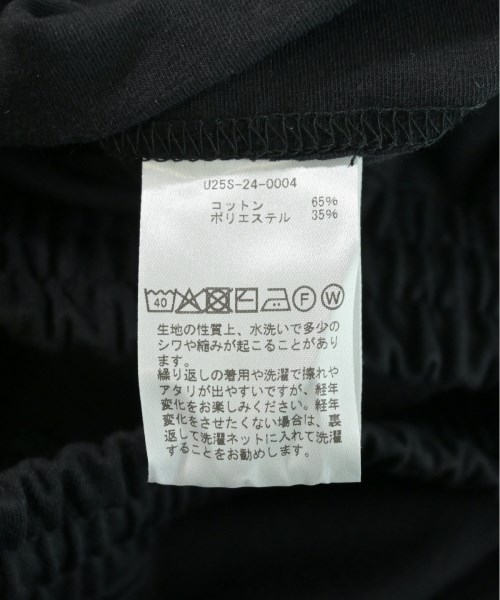 U25S-24-0004
コットン 65%
ポリエステル 35%
40 F W
生地の性質上、水洗いで多少の
シワや縮みが起こることがあり
ます。
繰り返しの着用や洗濯で擦れや
アタリが出やすいですが、経年
変化をお楽しみください。経年
変化をさせたくない場合は、裏
返して洗濯ネットに入れて洗濯
することをお勧めします。